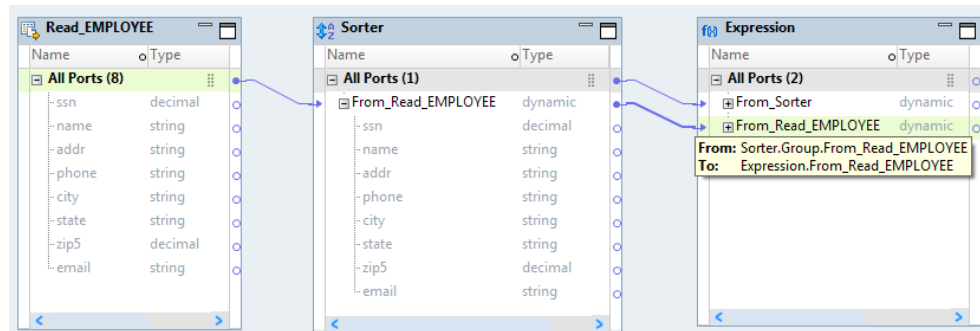 Read_EMPLOYEE
Name Type
All Ports (8)
ssn decimal
name string
addr string
phone string
city string
state string
zip5 decimal
email string
Sorter
Name Type
All Ports (1)
From_Read_EMPLOYEE dynamic
ssn decimal
name string
addr string
phone string
city string
state string
zip5 decimal
email string
Expression
Name Type
All Ports (2)
From_Sorter dynamic
From_Read_EMPLOYEE dynamic
From: Sorter.Group.From_Read_EMPLOYEE
To: Expression.From_Read_EMPLOYEE